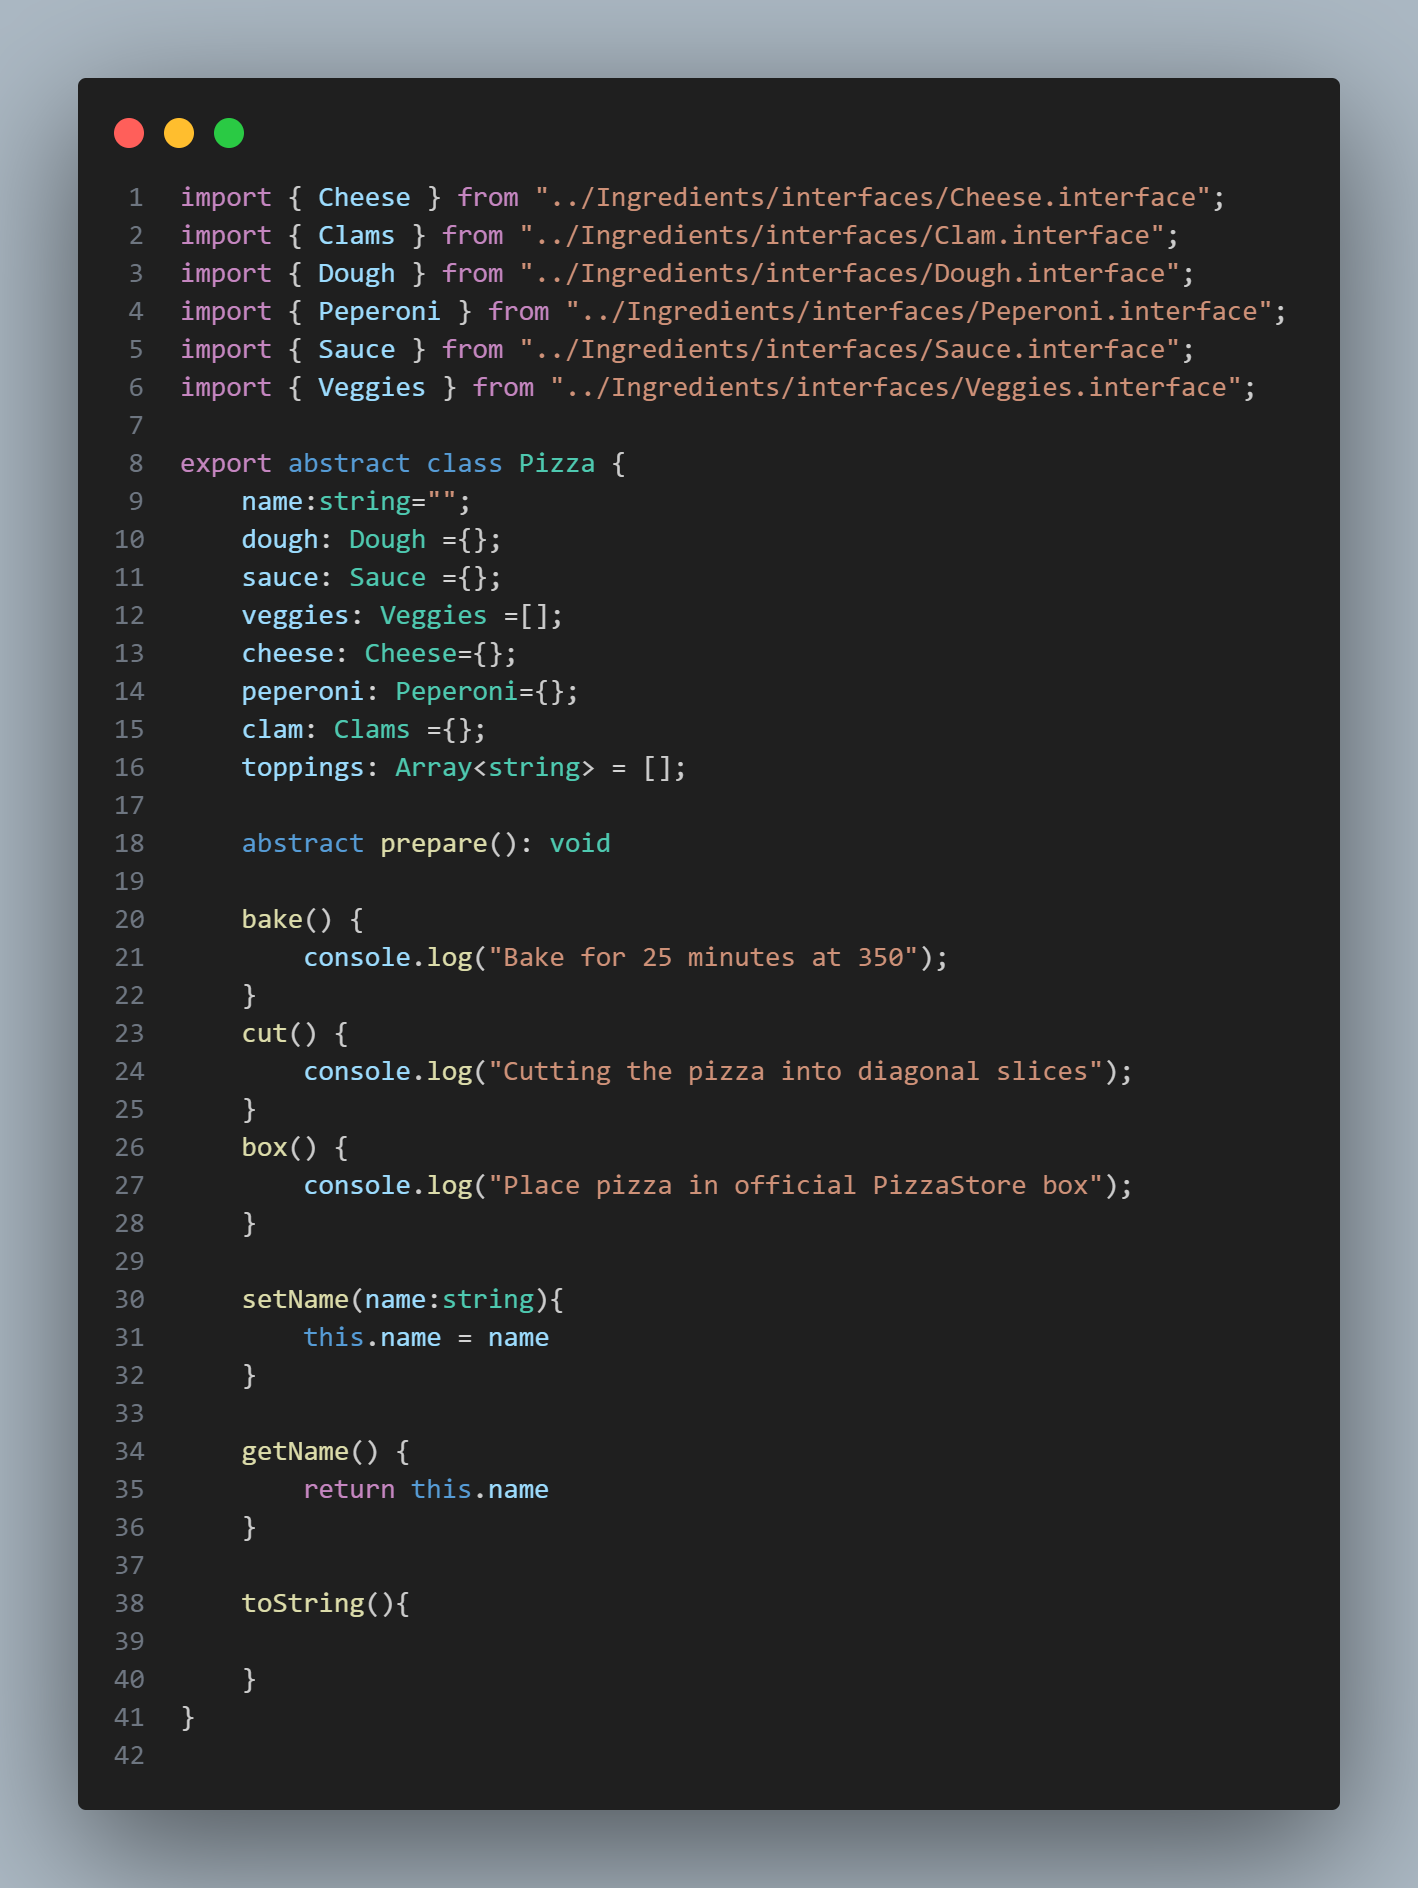 1 import { Cheese } from "../Ingredients/interfaces/Cheese.interface";
2 import { Clams } from "../Ingredients/interfaces/Clam.interface";
3 import { Dough } from "../Ingredients/interfaces/Dough.interface";
4 import { Peperoni } from "../Ingredients/interfaces/Peperoni.interface";
5 import { Sauce } from "../Ingredients/interfaces/Sauce.interface";
6 import { Veggies } from "../Ingredients/interfaces/Veggies.interface";
7
8 export abstract class Pizza {
9     name:string="";
10     dough: Dough ={};
11     sauce: Sauce ={};
12     veggies: Veggies =[];
13     cheese: Cheese={};
14     peperoni: Peperoni={};
15     clam: Clams ={};
16     toppings: Array<string> = [];
17
18     abstract prepare(): void
19
20     bake() {
21         console.log("Bake for 25 minutes at 350");
22     }
23     cut() {
24         console.log("Cutting the pizza into diagonal slices");
25     }
26     box() {
27         console.log("Place pizza in official PizzaStore box");
28     }
29
30     setName(name:string){
31         this.name = name
32     }
33
34     getName() {
35         return this.name
36     }
37
38     toString(){
39
40     }
41 }
42